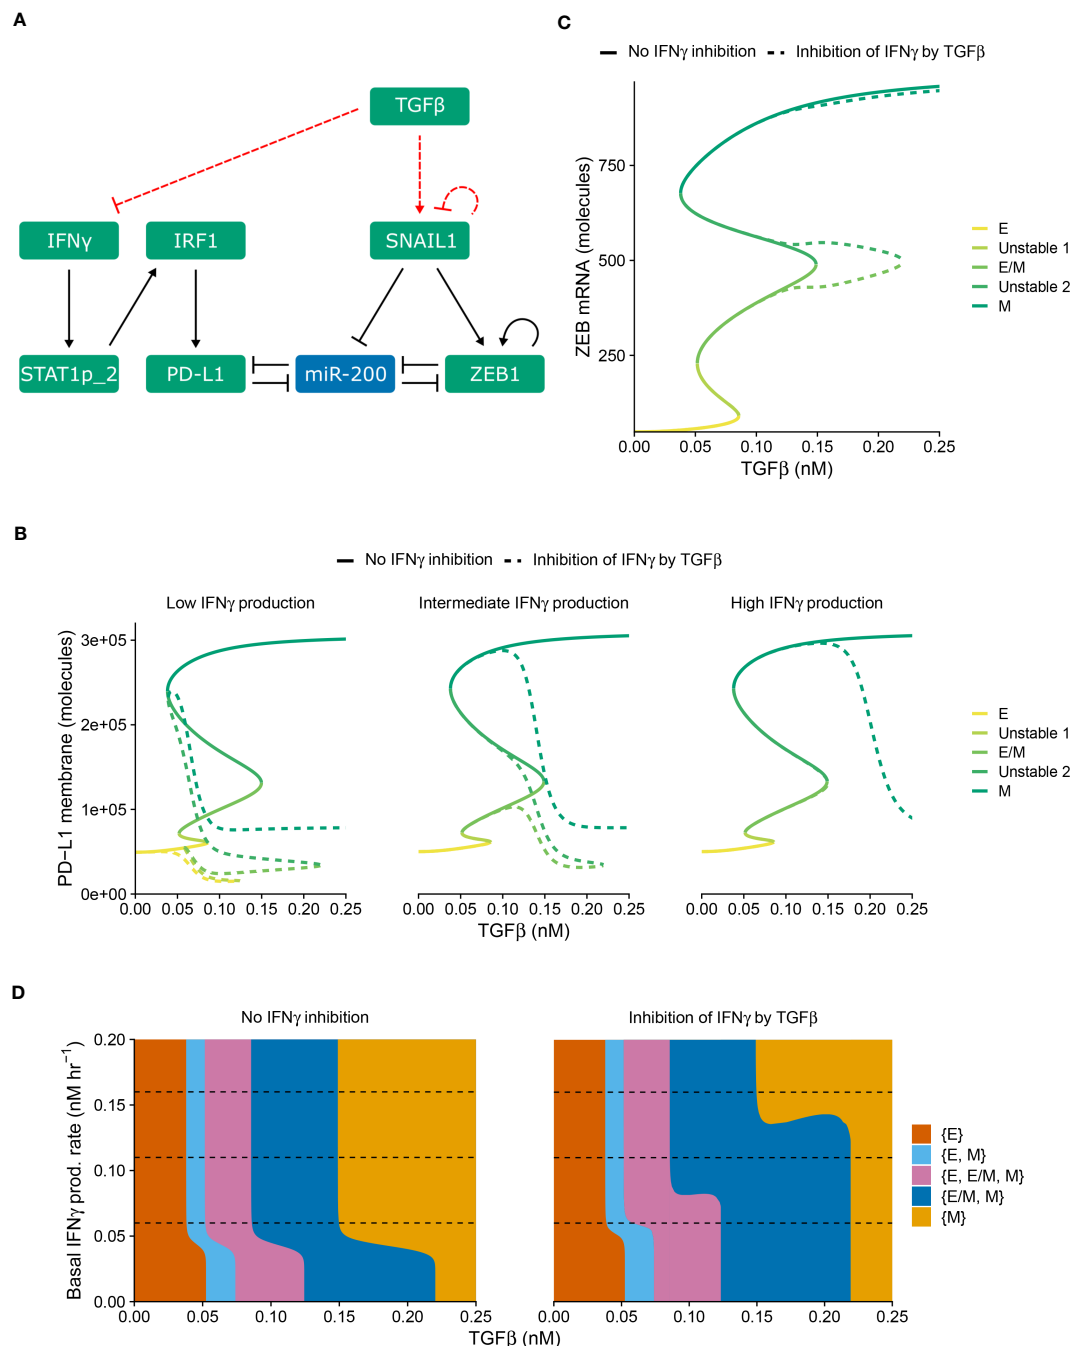 A
TGFβ
IFNγ
IRF1
SNAIL1
STAT1p_2
PD-L1
miR-200
ZEB1
C
No IFNγ inhibition
Inhibition of IFNγ by TGFβ
ZEB mRNA (molecules)
750
500
250
0.00 0.05 0.10 0.15 0.20 0.25
TGFβ (nM)
E
Unstable 1
E/M
Unstable 2
M
B
No IFNγ inhibition
Inhibition of IFNγ by TGFβ
Low IFNγ production
Intermediate IFNγ production
High IFNγ production
PD−L1 membrane (molecules)
3e+05
2e+05
1e+05
0e+00
0.00 0.05 0.10 0.15 0.20 0.25
0.00 0.05 0.10 0.15 0.20 0.25
0.00 0.05 0.10 0.15 0.20 0.25
TGFβ (nM)
E
Unstable 1
E/M
Unstable 2
M
D
No IFNγ inhibition
Inhibition of IFNγ by TGFβ
Basal IFNγ prod. rate (nM hr⁻¹)
0.20
0.15
0.10
0.05
0.00
0.00 0.05 0.10 0.15 0.20 0.25
0.00 0.05 0.10 0.15 0.20 0.25
TGFβ (nM)
{E}
{E, M}
{E, E/M, M}
{E/M, M}
{M}